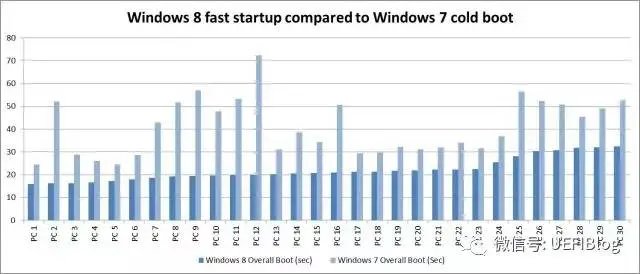 Windows 8 fast startup compared to Windows 7 cold boot
80
70
60
50
40
30
20
10
0
PC 1
PC 2
PC 3
PC 4
PC 5
PC 6
PC 7
PC 8
PC 9
PC 10
PC 11
PC 12
PC 13
PC 14
PC 15
PC 16
PC 17
PC 18
PC 19
PC 20
PC 21
PC 22
PC 23
PC 24
PC 25
PC 26
PC 27
PC 28
PC 29
PC 30
Windows 8 Overall Boot (Sec)
Windows 7 Overall Boot (Sec)
微信号: UEFIBlog